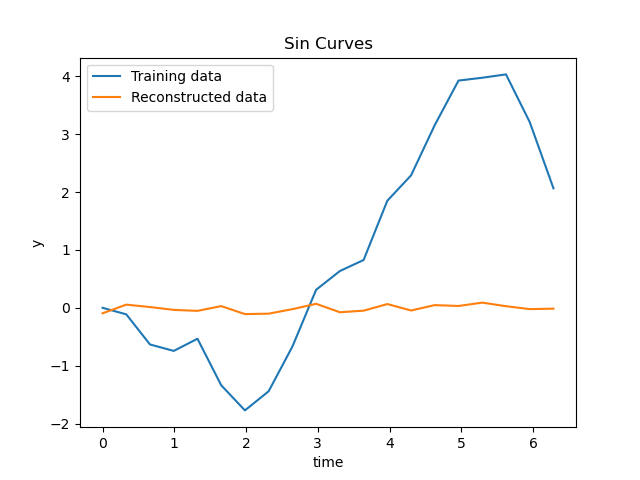 Sin Curves
Training data
Reconstructed data
4
3
2
1
0
−1
−2
y
0 1 2 3 4 5 6
time